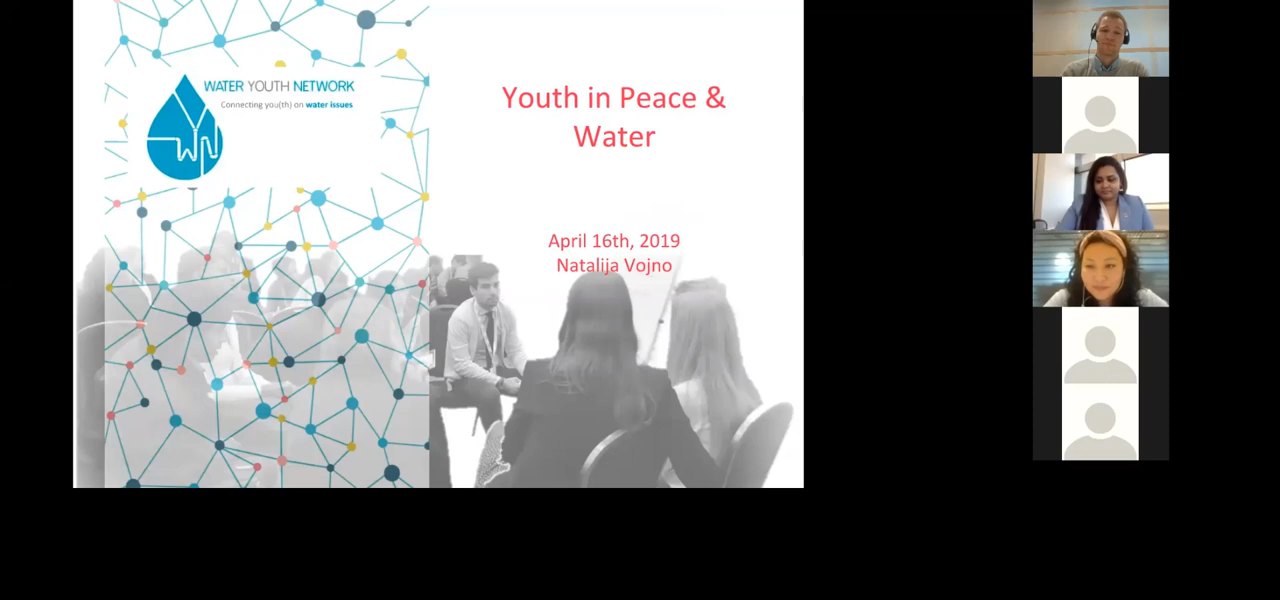 WATER YOUTH NETWORK
Connecting you(th) on water issues
Youth in Peace &
Water
April 16th, 2019
Natalija Vojno